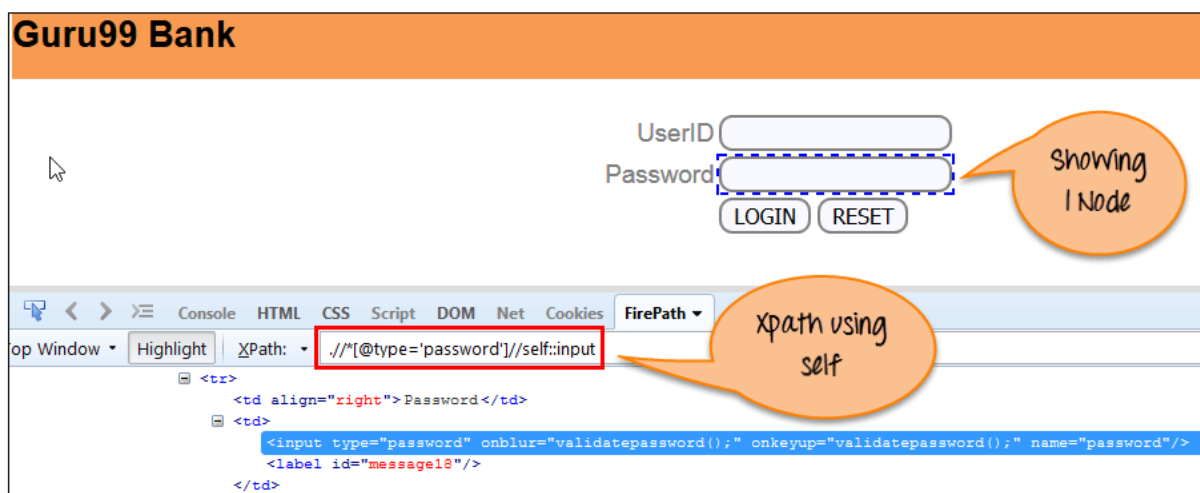 Guru99 Bank
UserID
Password
LOGIN RESET
Showing
1 Node
Console HTML CSS Script DOM Net Cookies FirePath
Xpath using
self
op Window Highlight XPath: .//*[@type='password']//self::input
<tr>
<td align="right">Password</td>
<td>
<input type="password" onblur="validatepassword();" onkeyup="validatepassword();" name="password"/>
<label id="message18"/>
</td>